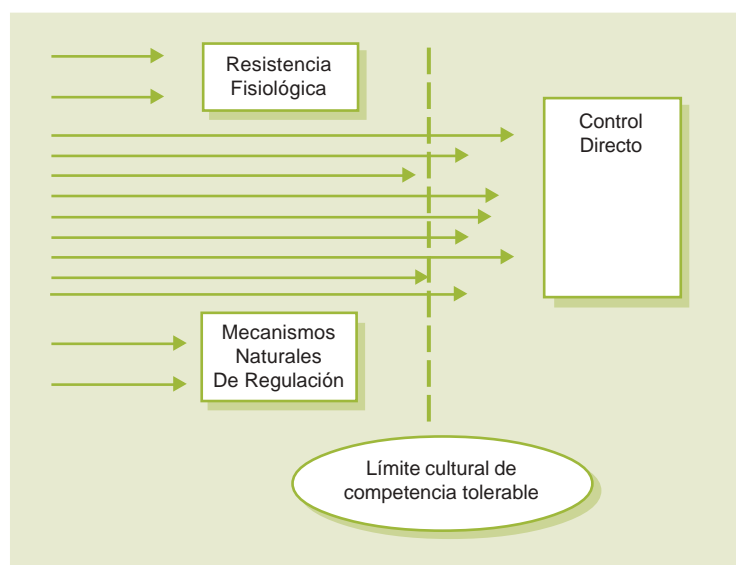 Resistencia
Fisiológica
Control
Directo
Mecanismos
Naturales
De Regulación
Límite cultural de
competencia tolerable